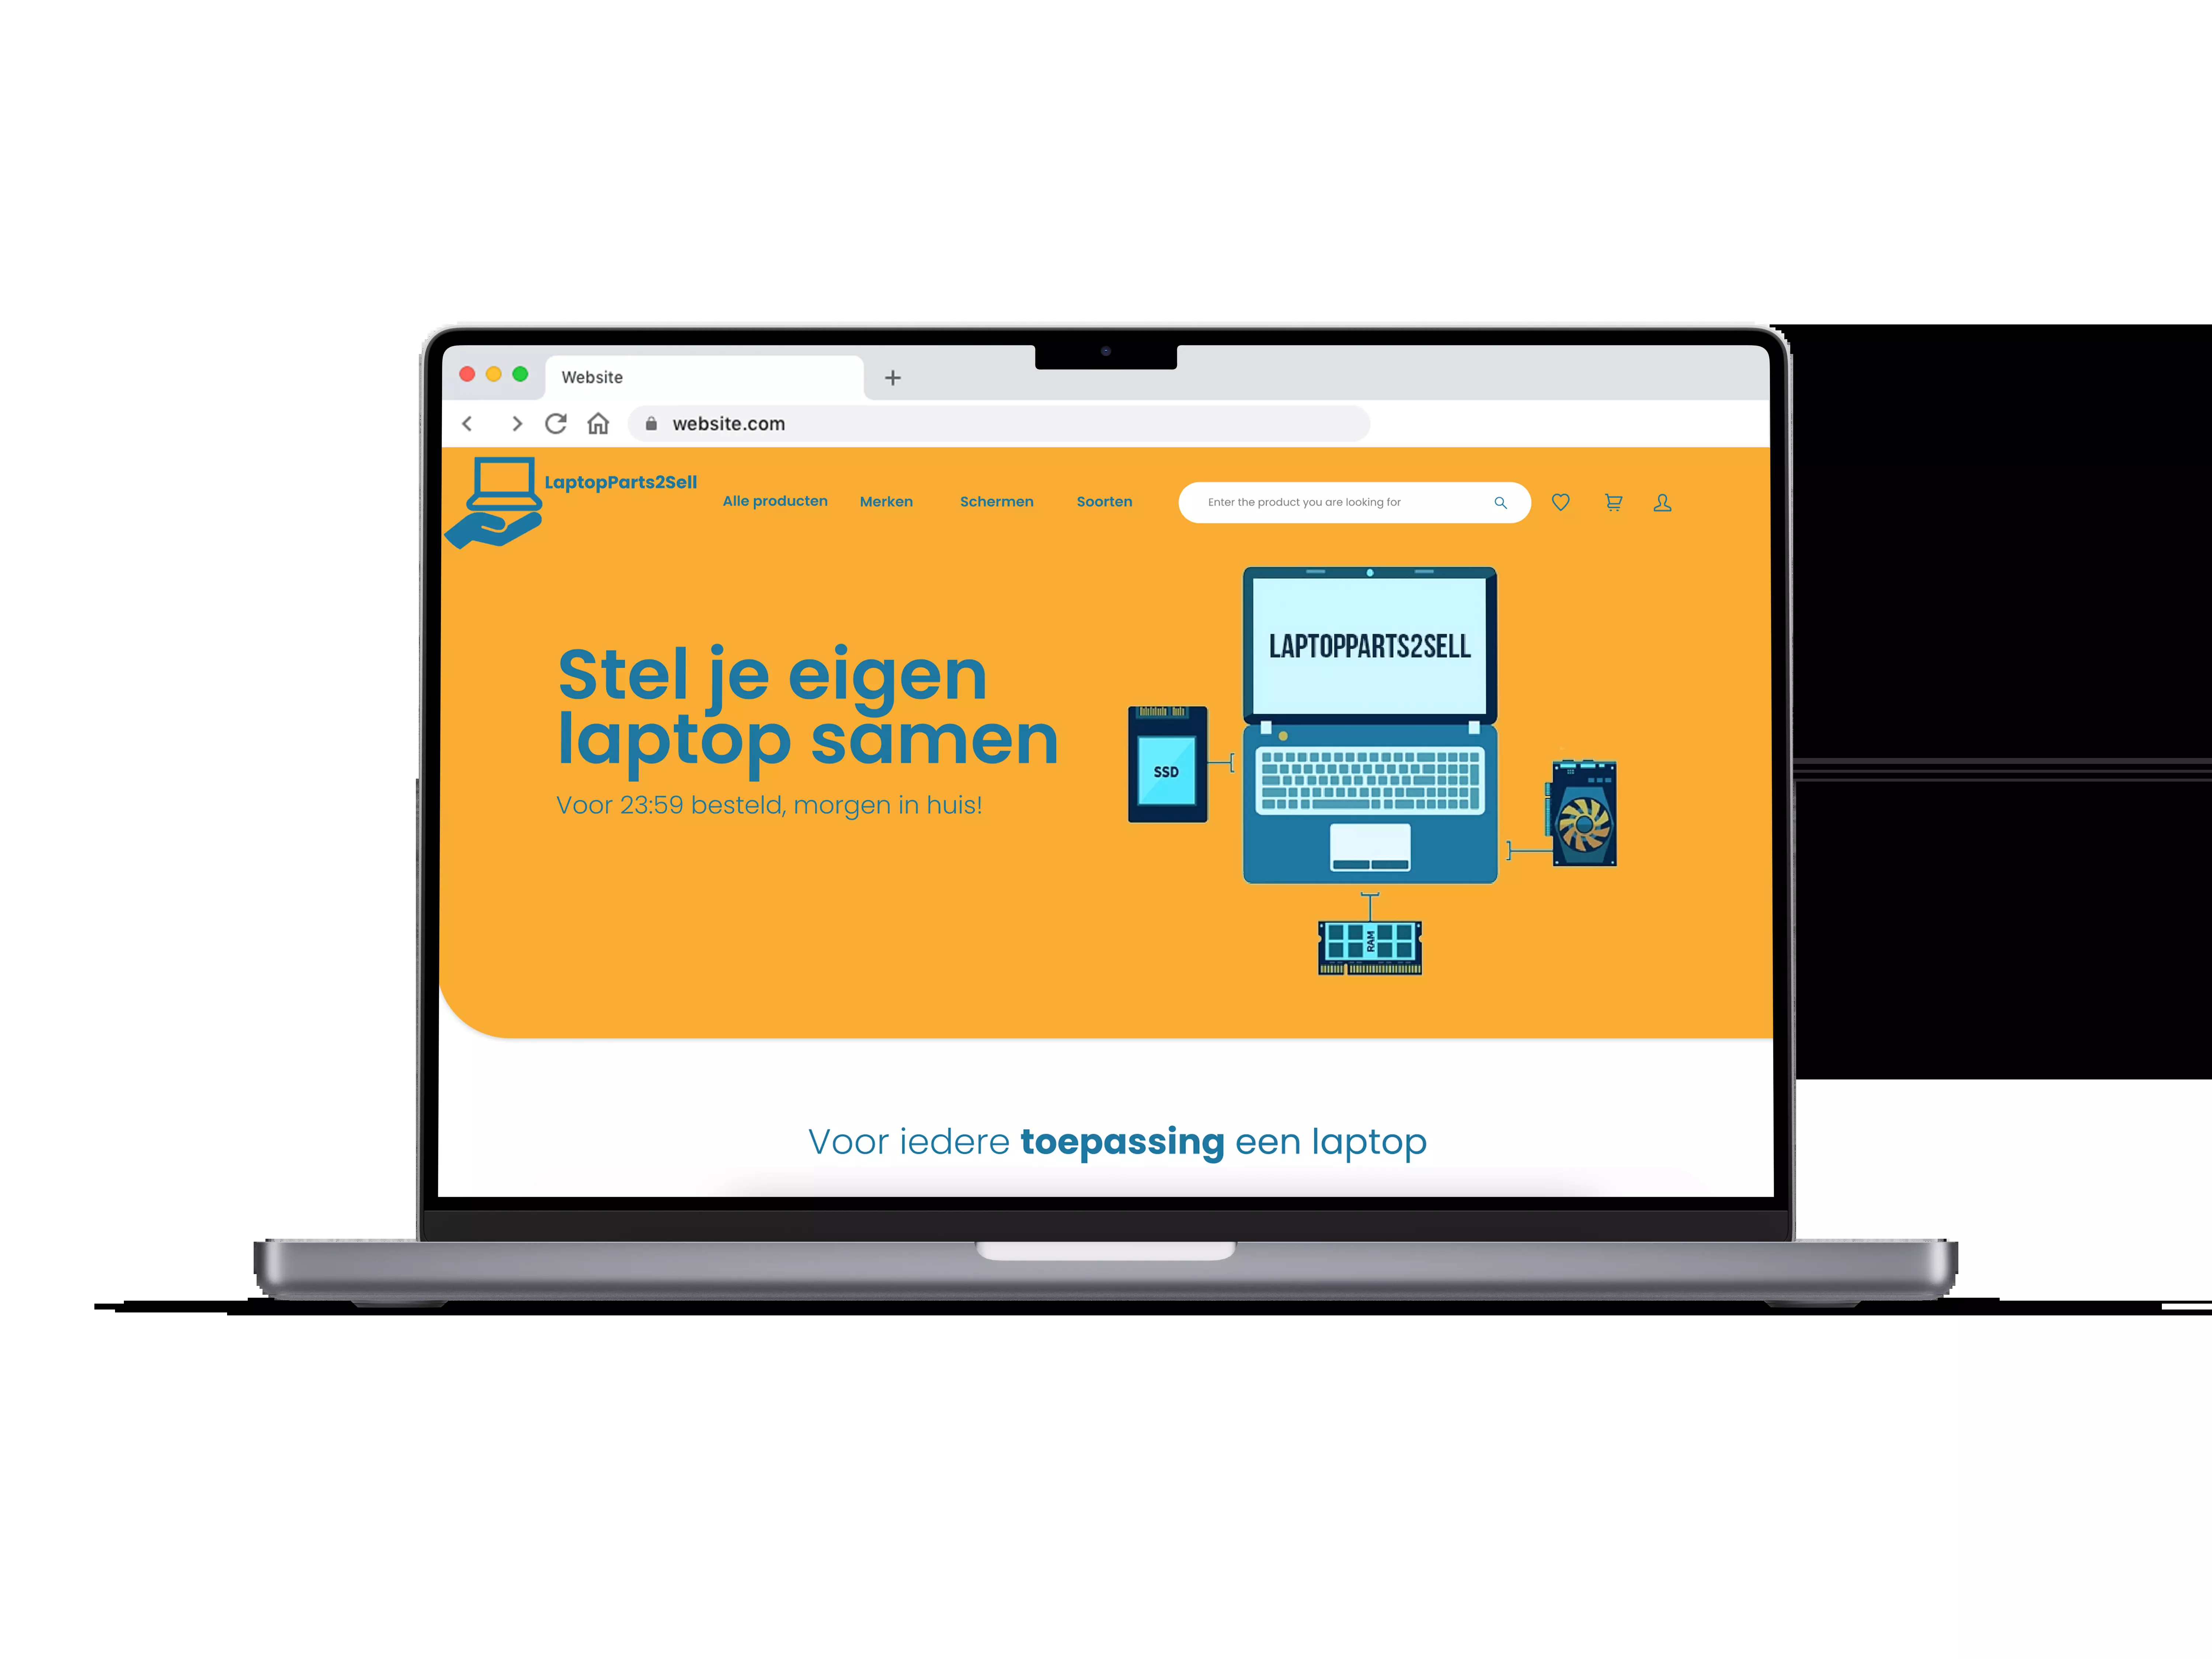 Website
website.com
LaptopParts2Sell
Alle producten
Merken
Schermen
Soorten
Enter the product you are looking for
LAPTOPPARTS2SELL
Stel je eigen
laptop samen
Voor 23:59 besteld, morgen in huis!
SSD
RAM
Voor iedere toepassing een laptop